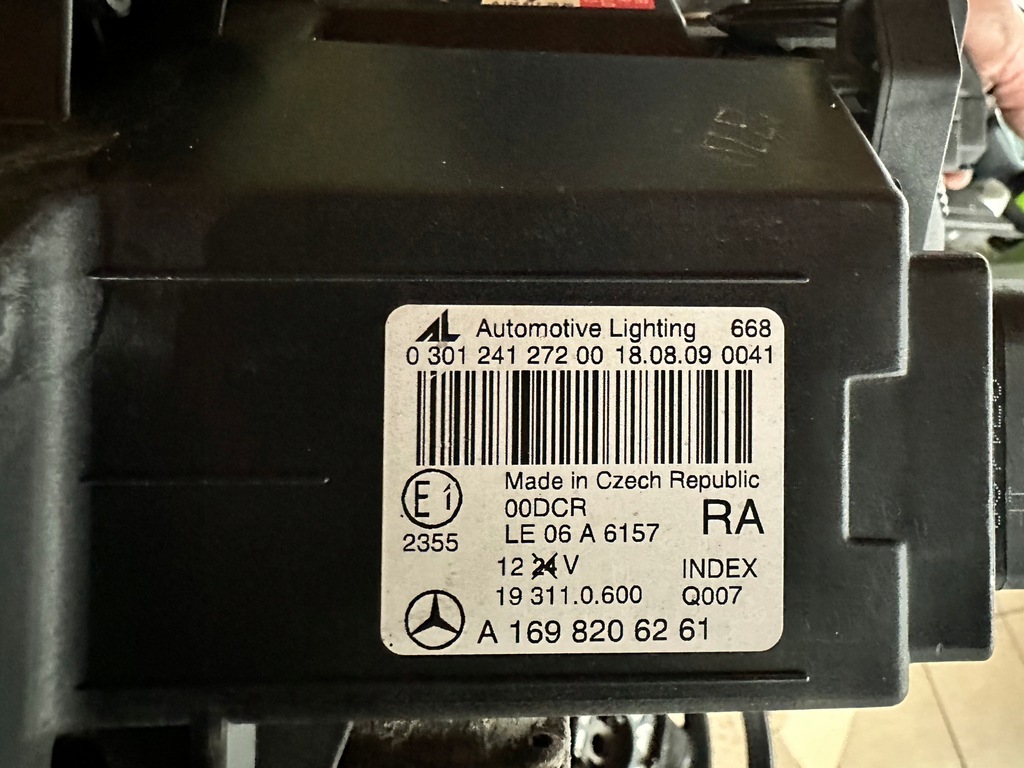 AL Automotive Lighting 668
0 301 241 272 00 18.08.09 0041
Made in Czech Republic
E1
00DCR
RA
2355
LE 06 A 6157
12 24 V
INDEX
19 311.0.600
Q007
A 169 820 62 61